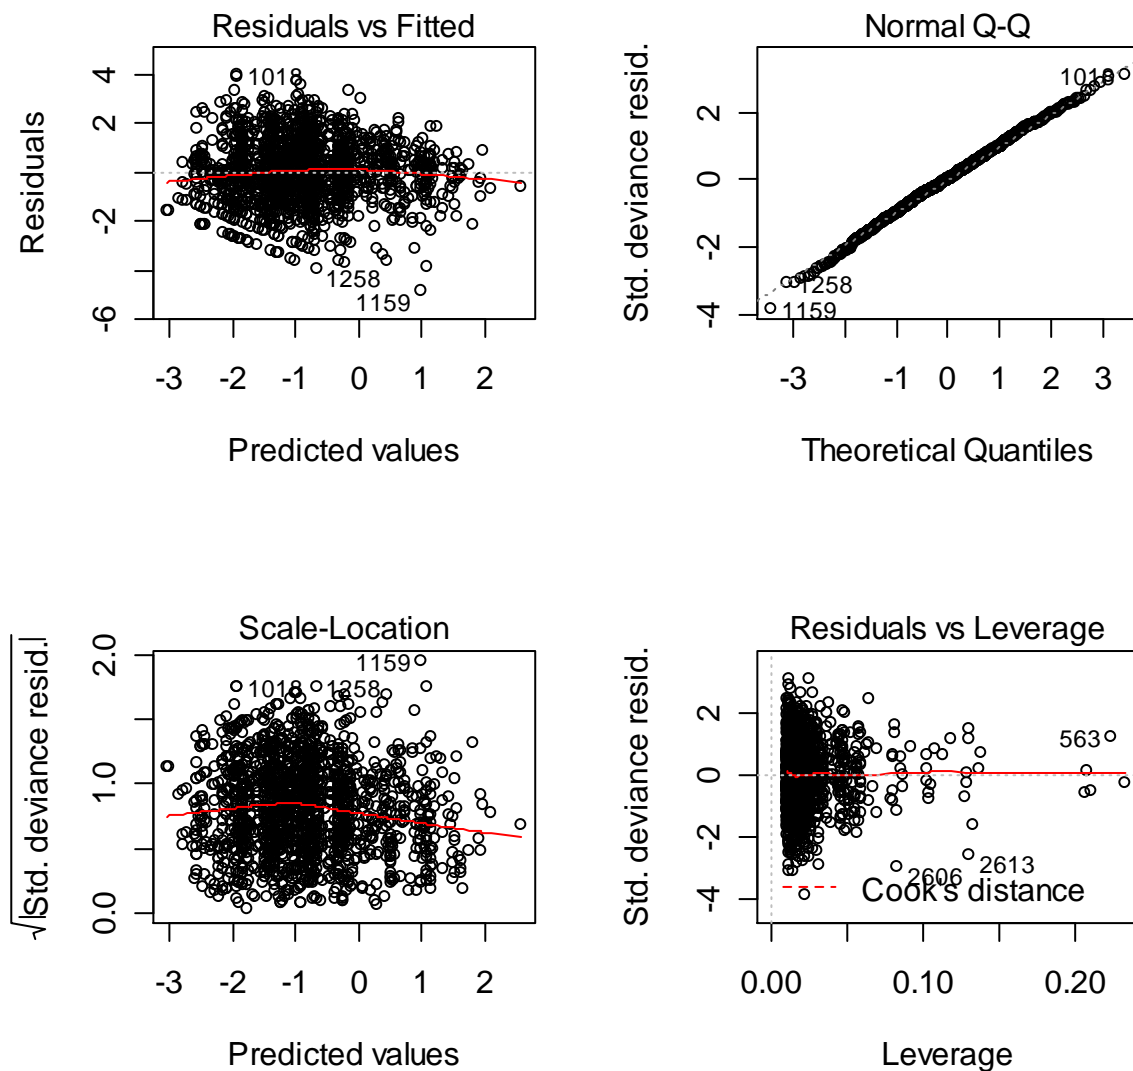 Residuals vs Fitted
Residuals
4
2
0
-2
-6
1018
1258
1159
-3 -2 -1 0 1 2
Predicted values
Normal Q-Q
Std. deviance resid.
2
0
-2
-4
1018
1258
1159
-3 -1 0 1 2 3
Theoretical Quantiles
Scale-Location
√|Std. deviance resid.|
2.0
1.0
0.0
1159
1018
1258
-3 -2 -1 0 1 2
Predicted values
Residuals vs Leverage
Std. deviance resid.
2
0
-2
-4
563
2606
2613
Cook's distance
0.00 0.10 0.20
Leverage